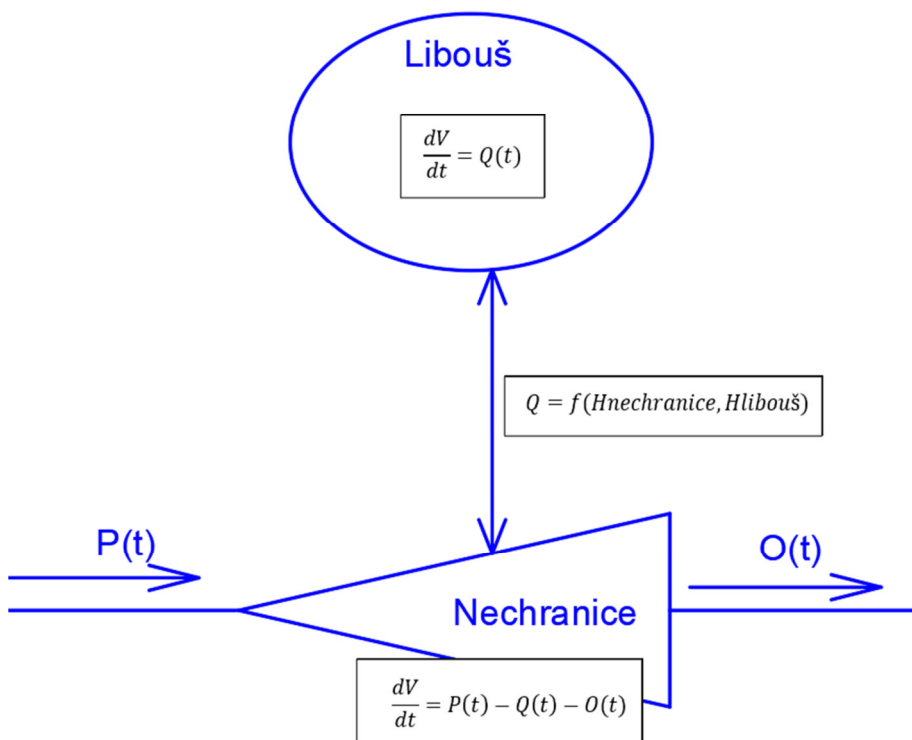 Libouš
dV/dt = Q(t)
Q = f(Hnechranice, Hlibouš)
P(t)
O(t)
Nechranice
dV/dt = P(t) − Q(t) − O(t)